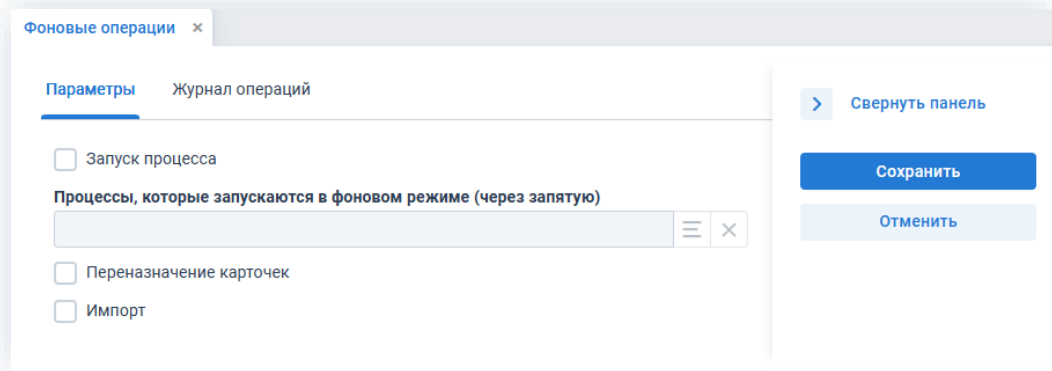 Фоновые операции
Параметры Журнал операций
Свернуть панель
Запуск процесса
Сохранить
Процессы, которые запускаются в фоновом режиме (через запятую)
Отменить
Переназначение карточек
Импорт